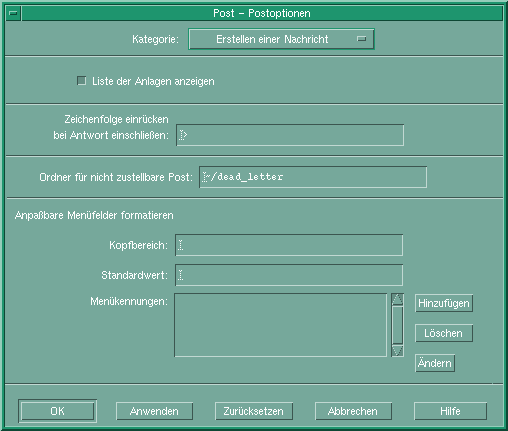 Post - Postoptionen
Kategorie: Erstellen einer Nachricht
Liste der Anlagen anzeigen
Zeichenfolge einrücken
bei Antwort einschließen: >
Ordner für nicht zustellbare Post: ~/dead_letter
Anpaßbare Menüfelder formatieren
Kopfbereich:
Standardwert:
Menükennungen: Hinzufügen
Löschen
Ändern
OK Anwenden Zurücksetzen Abbrechen Hilfe